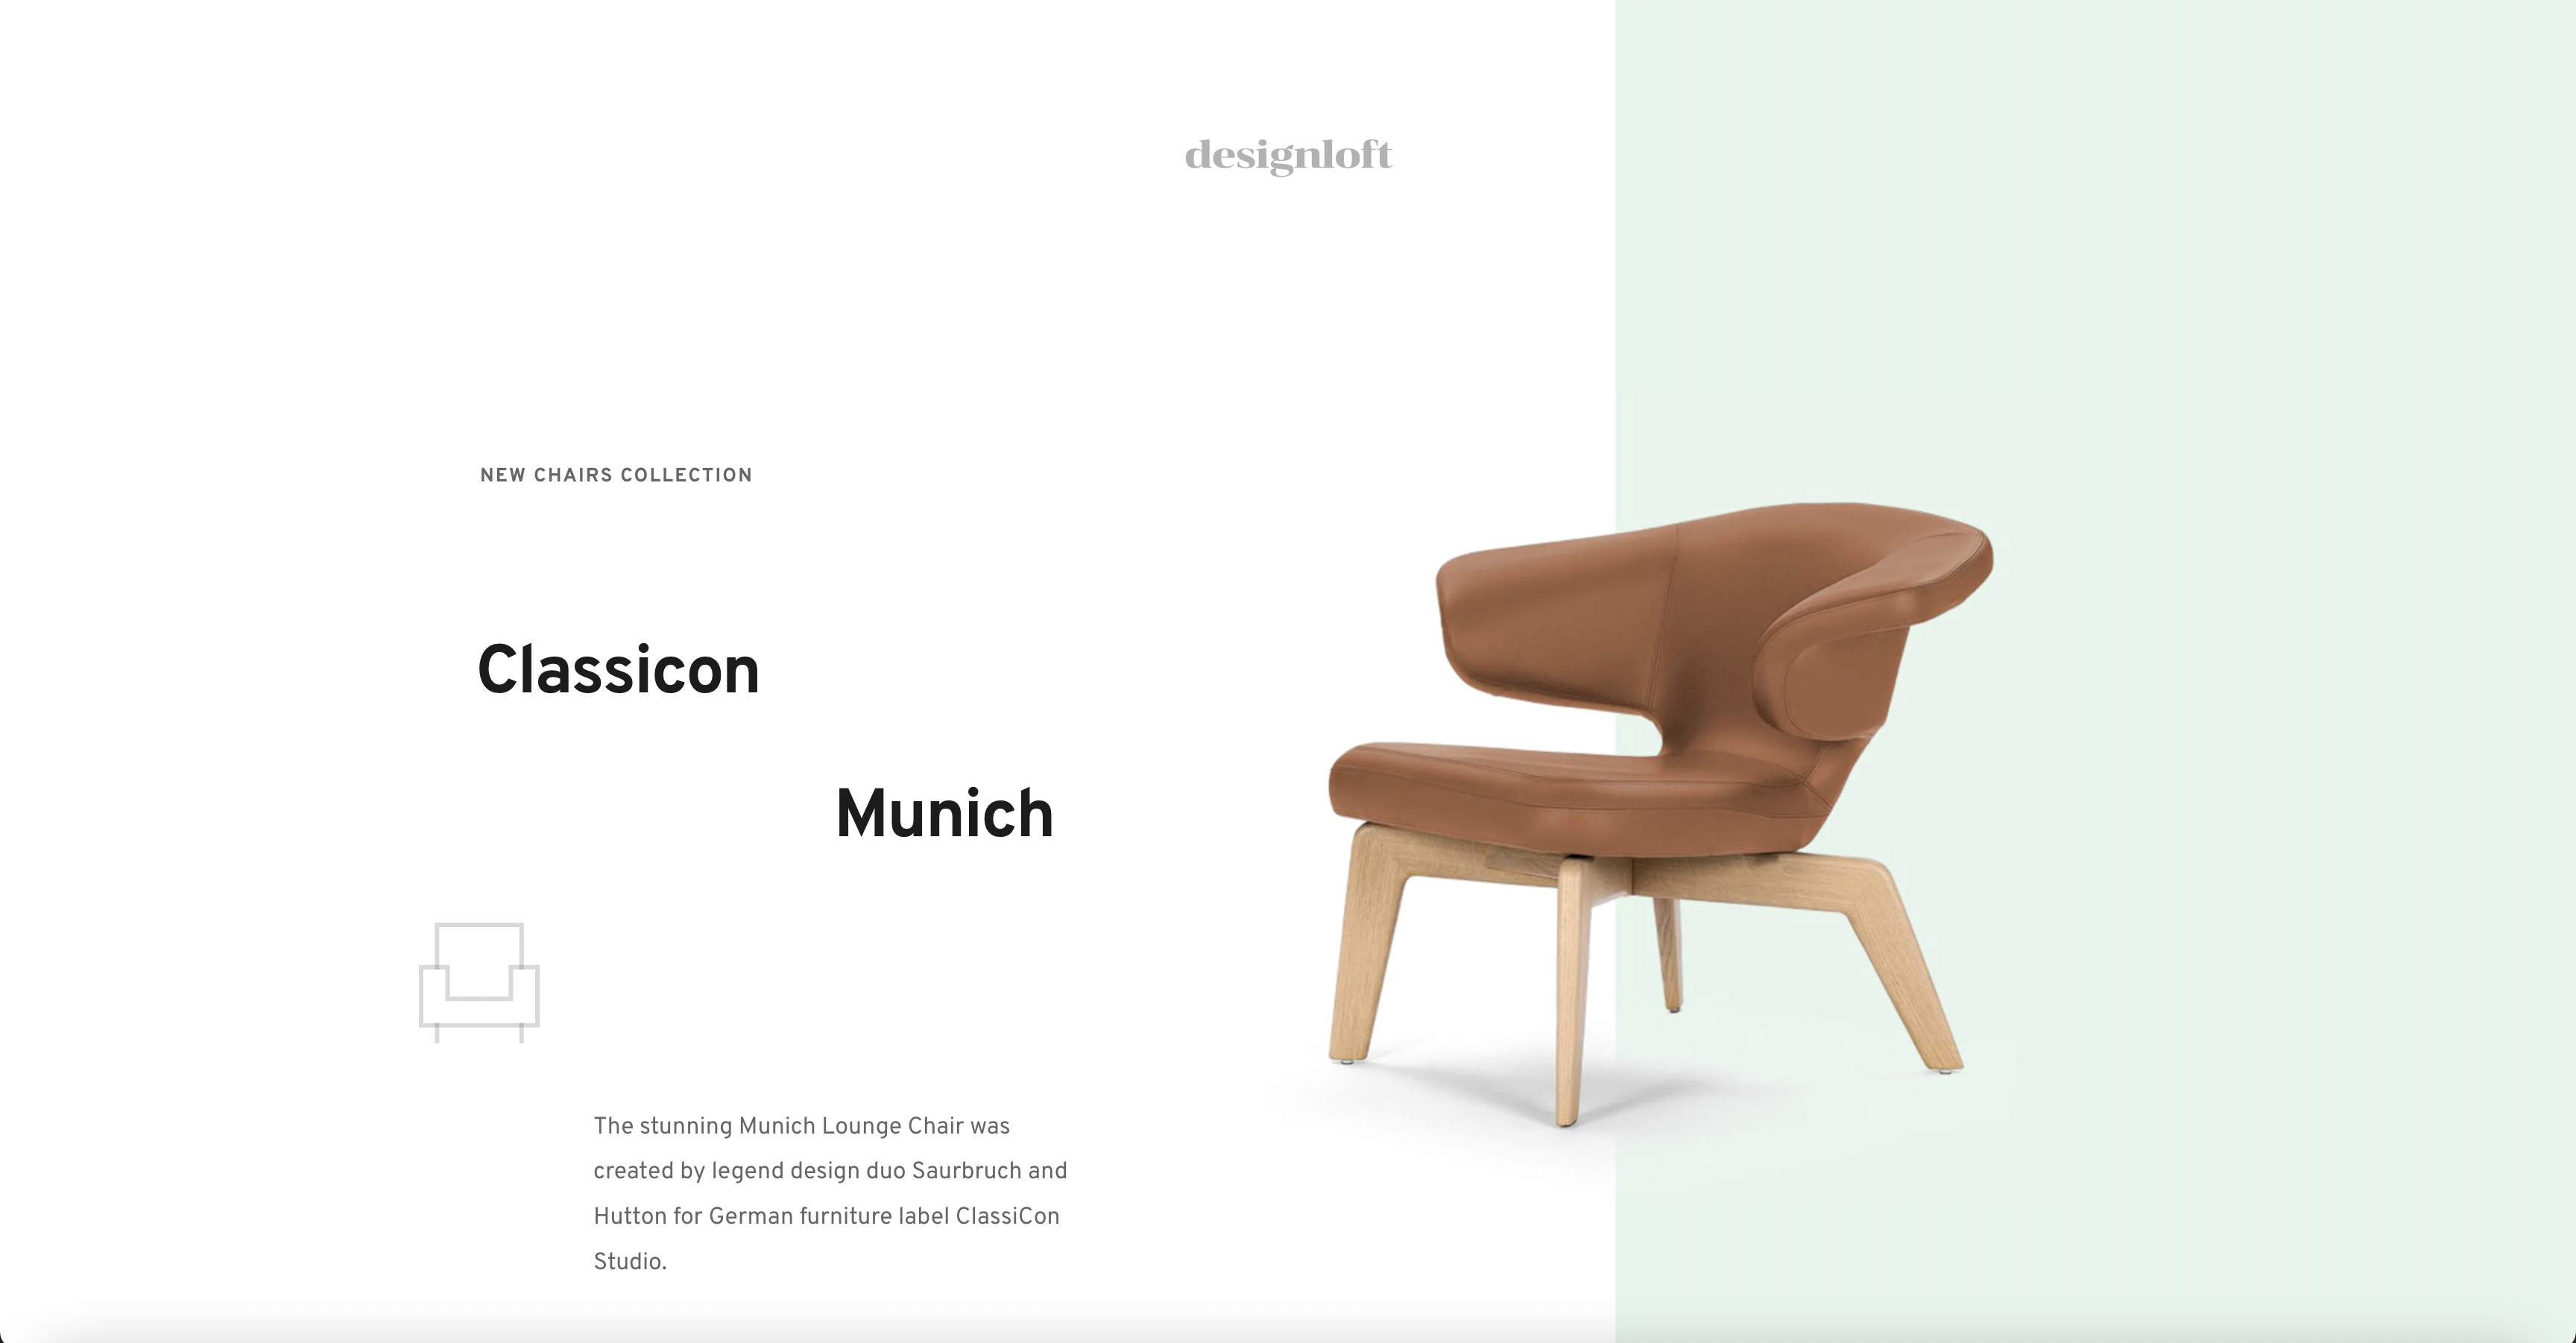 designloft
NEW CHAIRS COLLECTION
Classicon
Munich
The stunning Munich Lounge Chair was
created by legend design duo Saurbruch and
Hutton for German furniture label ClassiCon
Studio.